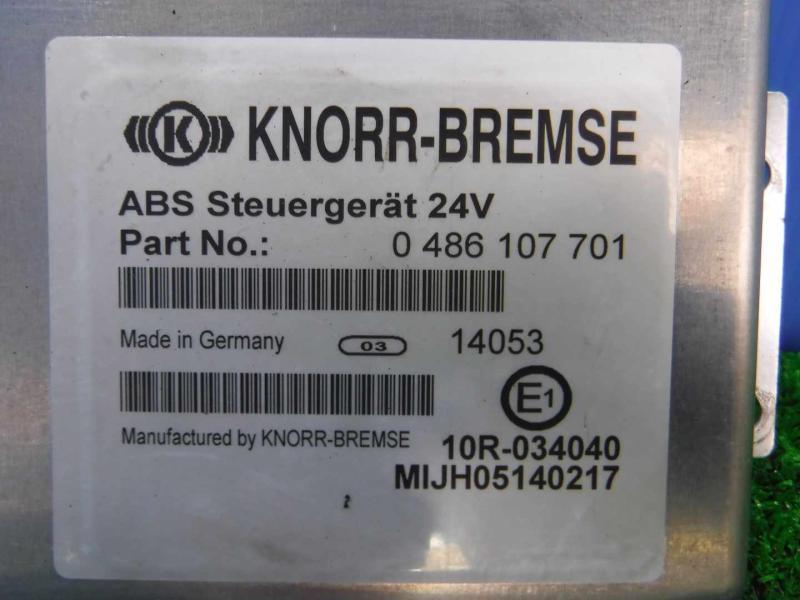 K KNORR-BREMSE
ABS Steuergerät 24V
Part No.: 0 486 107 701
Made in Germany 03 14053
E1
Manufactured by KNORR-BREMSE 10R-034040
MIJH05140217
2